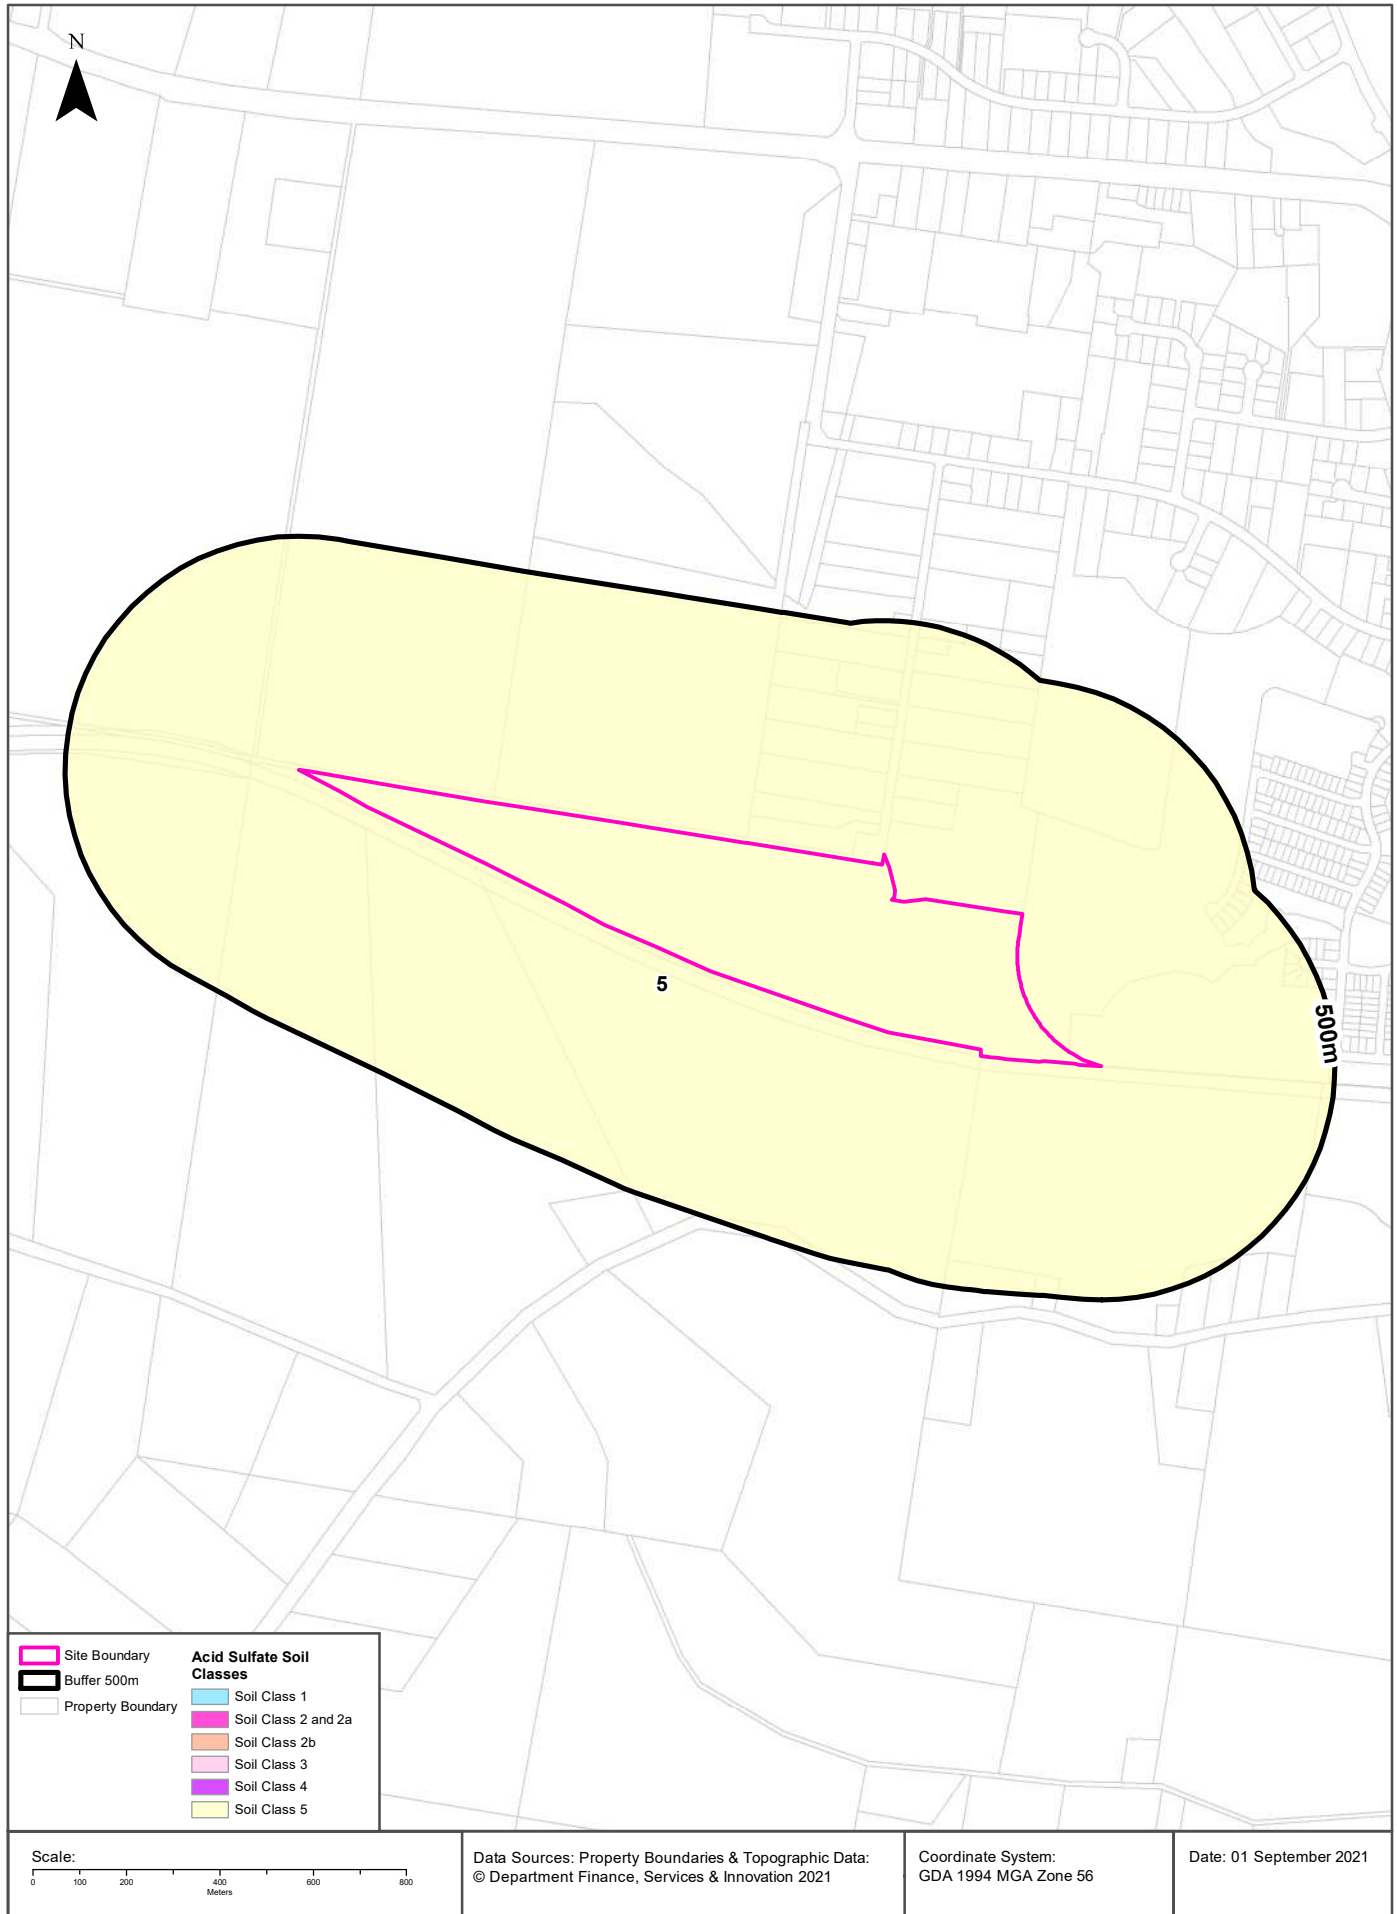 N
5
500m
Site Boundary
Buffer 500m
Property Boundary
Acid Sulfate Soil
Classes
Soil Class 1
Soil Class 2 and 2a
Soil Class 2b
Soil Class 3
Soil Class 4
Soil Class 5
Scale:
0 100 200 400 600 800
Meters
Data Sources: Property Boundaries & Topographic Data:
© Department Finance, Services & Innovation 2021
Coordinate System:
GDA 1994 MGA Zone 56
Date: 01 September 2021